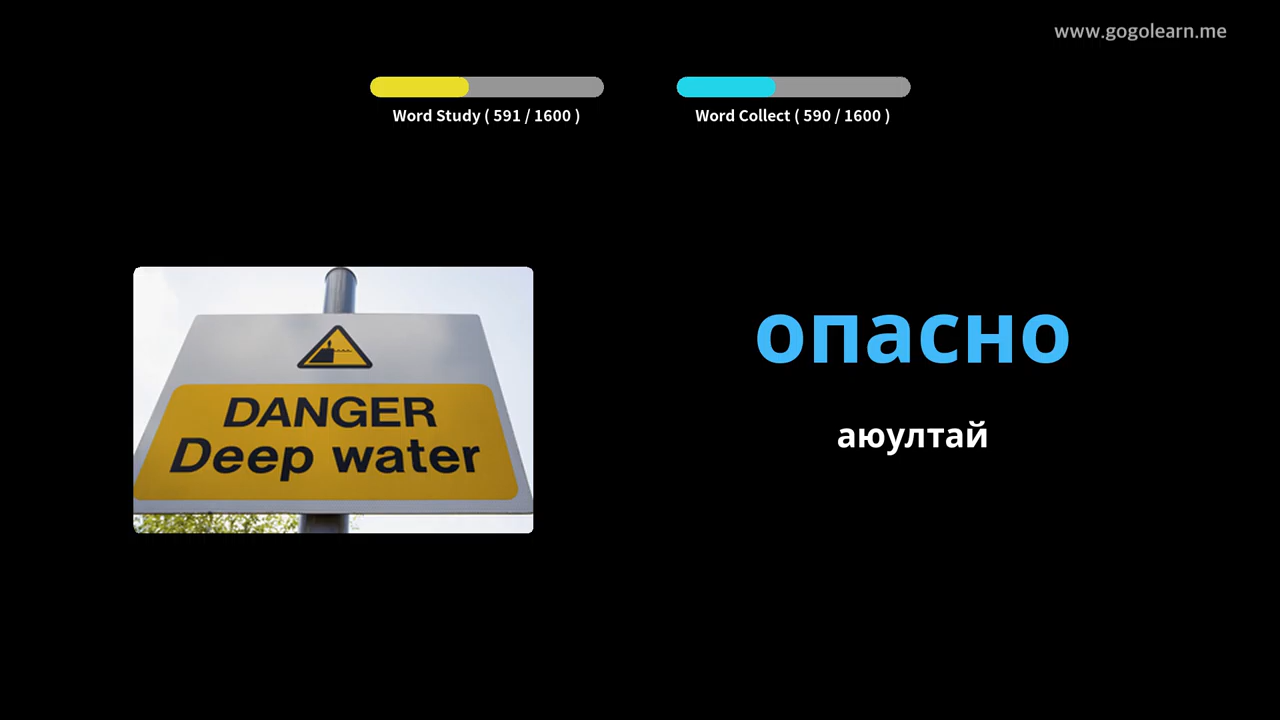 www.gogolearn.me
Word Study ( 591 / 1600 )
Word Collect ( 590 / 1600 )
DANGER
Deep water
опасно
аюултай